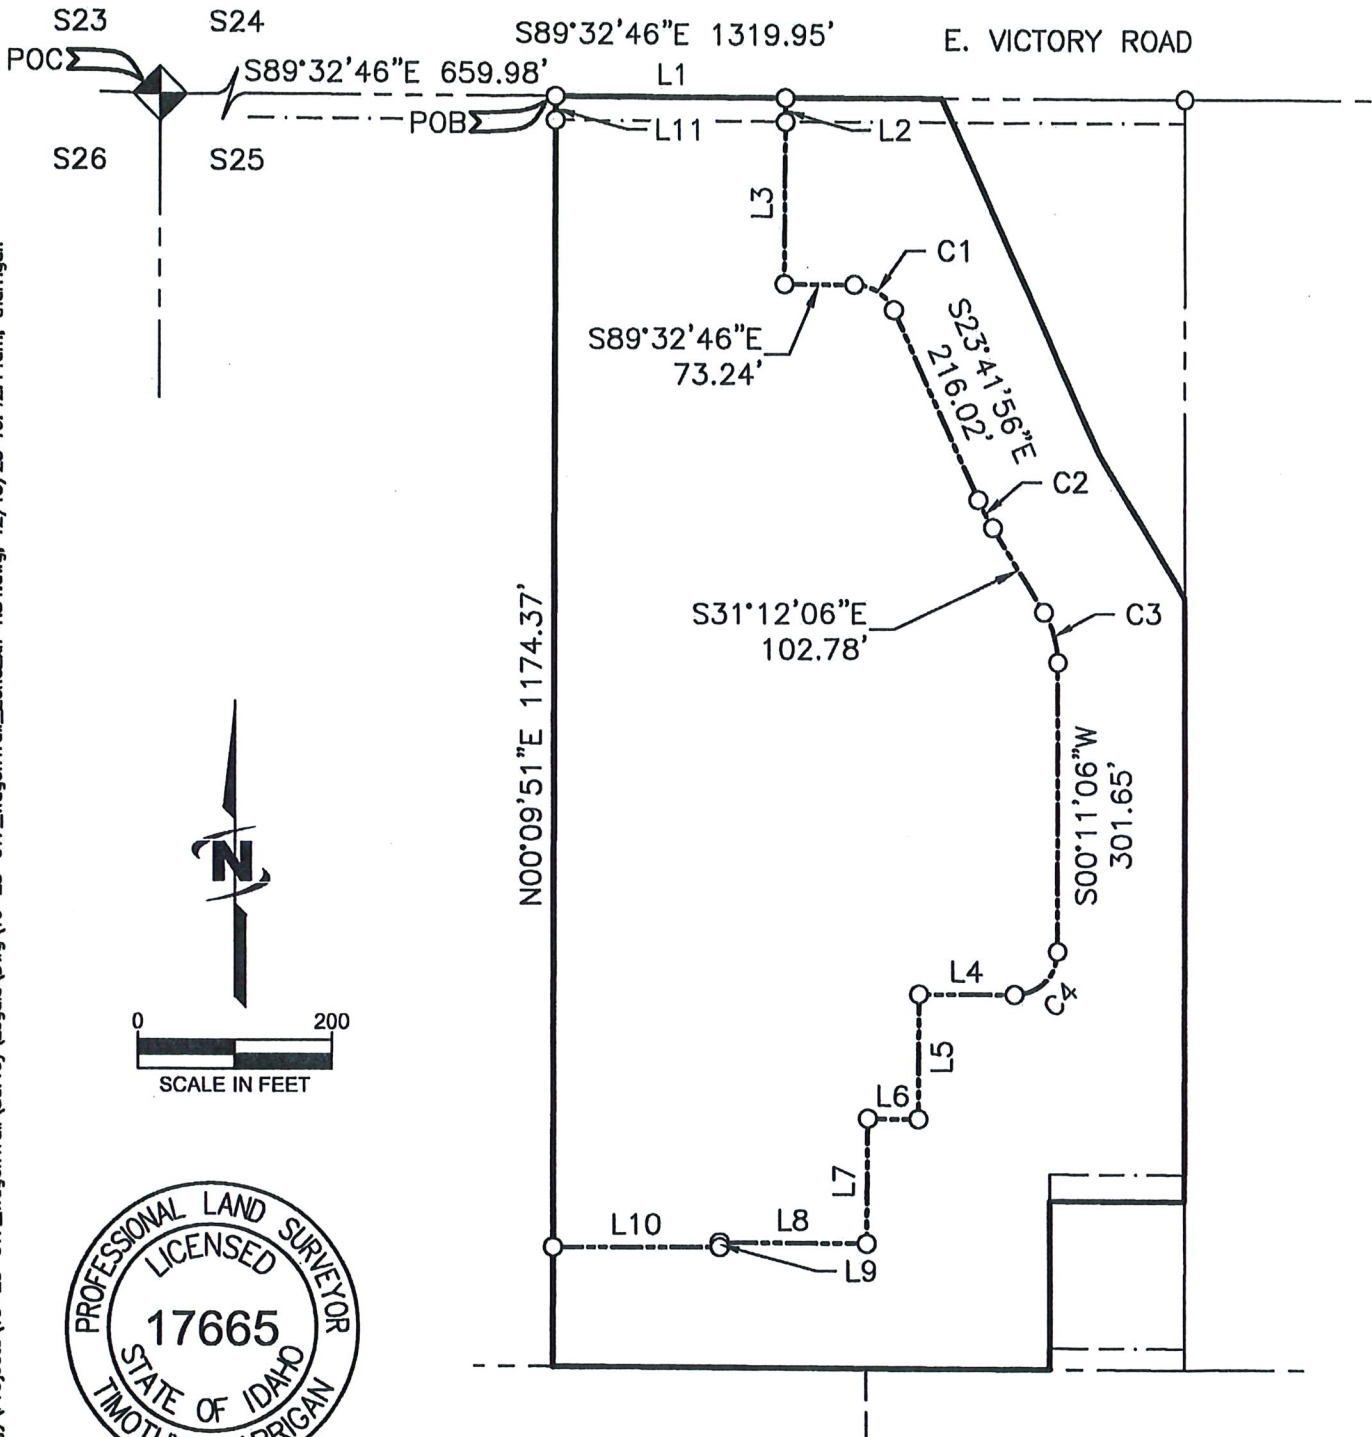 S23
S24
S89°32'46"E 1319.95'
E. VICTORY ROAD
POC
S89°32'46"E 659.98'
L1
POB
L11
L2
S26
S25
L3
C1
S89°32'46"E
73.24'
S23°41'56"E
216.02'
C2
S31°12'06"E
102.78'
C3
N00°09'51"E 1174.37'
S00°11'06"W
301.65'
N
L4
C4
0 200
SCALE IN FEET
L5
L6
L7
L10
L8
L9
PROFESSIONAL LAND SURVEYOR
LICENSED
17665
STATE OF IDAHO